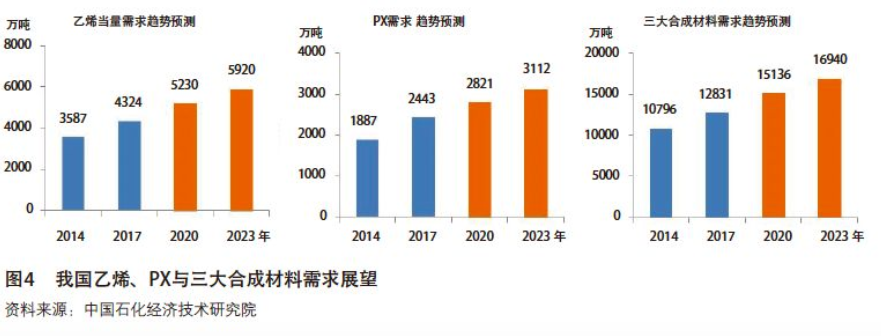 乙烯当量需求趋势预测
万吨
8000
6000
4000
2000
0
3587
4324
5230
5920
2014 2017 2020 2023 年
PX需求 趋势预测
万吨
4000
3000
2000
1000
0
1887
2443
2821
3112
2014 2017 2020 2023 年
三大合成材料需求趋势预测
万吨
20000
15000
10000
5000
0
10796
12831
15136
16940
2014 2017 2020 2023 年
图4 我国乙烯、PX与三大合成材料需求展望
资料来源：中国石化经济技术研究院